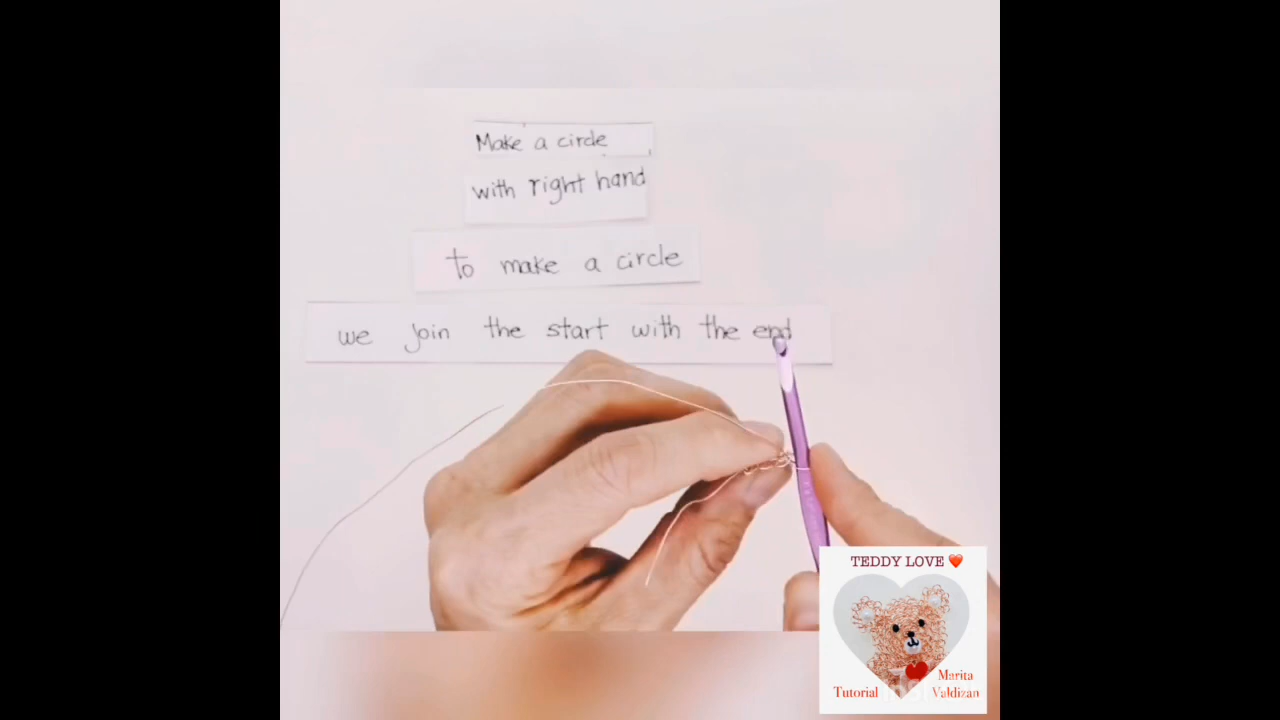 Make a circle
with right hand
to make a circle
we join the start with the end
TEDDY LOVE ❤️
Marita
Tutorial Valdizan